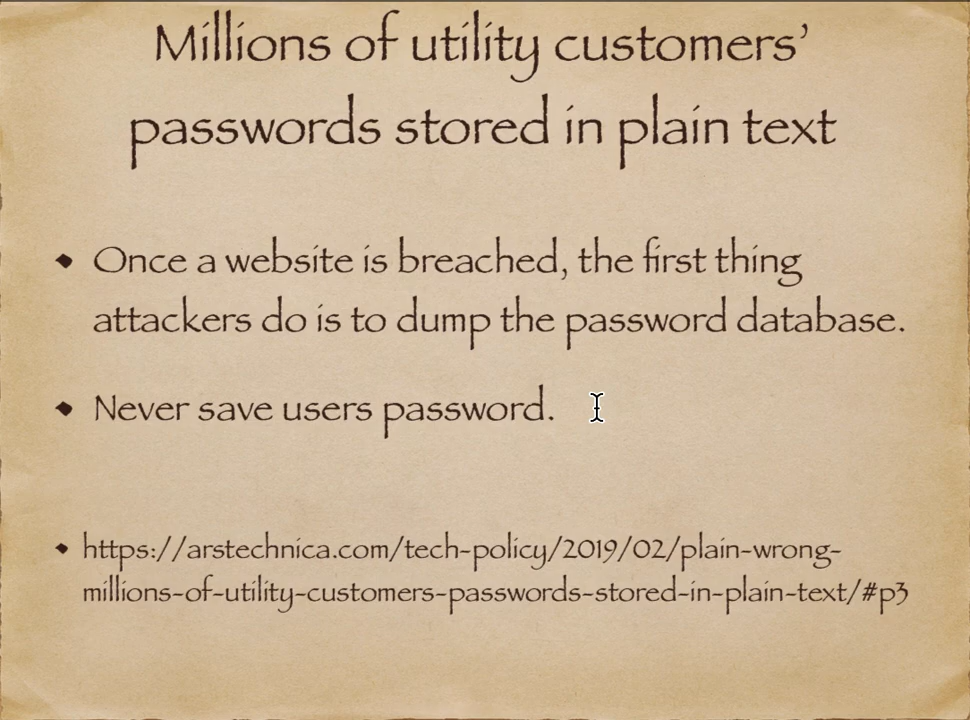 Millions of utility customers’
passwords stored in plain text
• Once a website is breached, the first thing
attackers do is to dump the password database.
• Never save users password.
• https://arstechnica.com/tech-policy/2019/02/plain-wrong-
millions-of-utility-customers-passwords-stored-in-plain-text/#p3